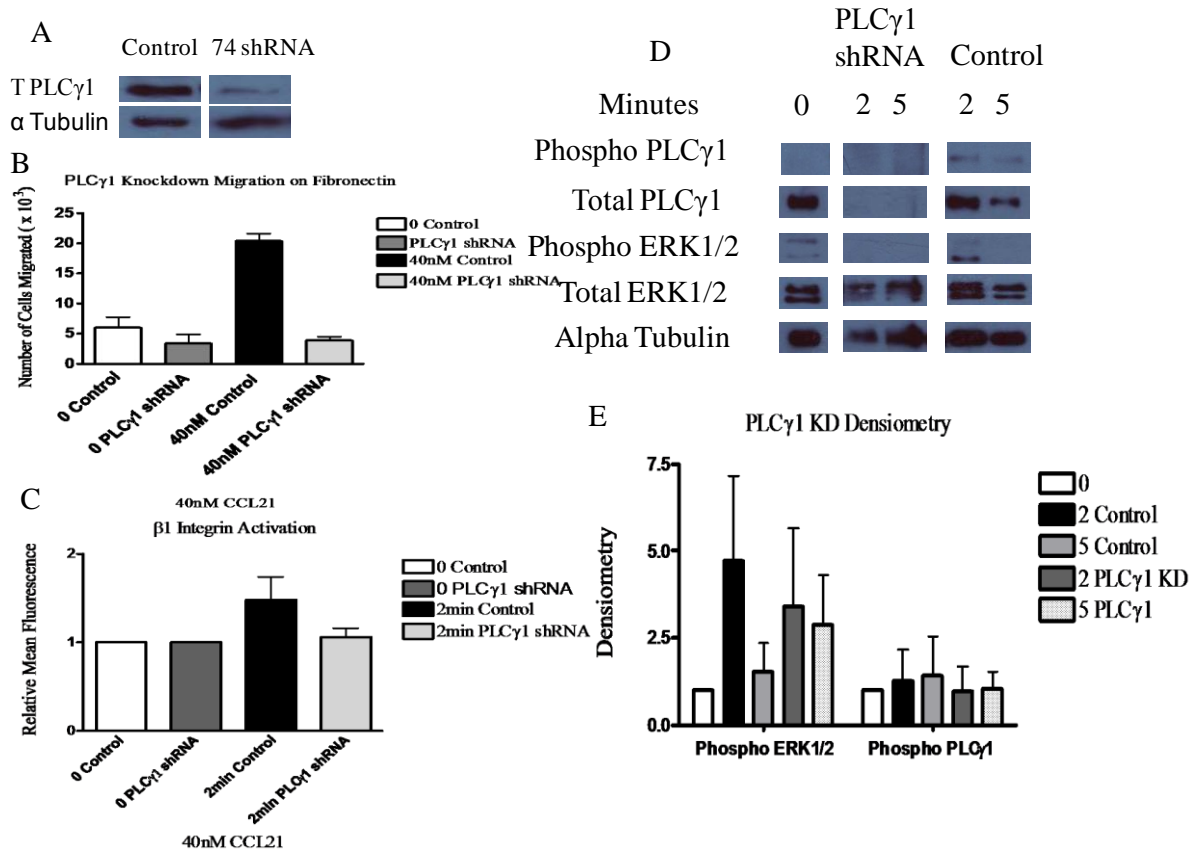 A
Control 74 shRNA
T PLCγ1
α Tubulin
B
PLCγ1 Knockdown Migration on Fibronectin
Number of Cells Migrated ( x 10³)
25
20
15
10
5
0
0 Control
0 PLCγ1 shRNA
40nM Control
40nM PLCγ1 shRNA
0 Control
PLCγ1 shRNA
40nM Control
40nM PLCγ1 shRNA
40nM CCL21
C
β1 Integrin Activation
Relative Mean Fluorescence
2
1
0
0 Control
0 PLCγ1 shRNA
2min Control
2min PLCγ1 shRNA
0 Control
0 PLCγ1 shRNA
2min Control
2min PLCγ1 shRNA
40nM CCL21
D
PLCγ1
shRNA
Control
Minutes 0 2 5 2 5
Phospho PLCγ1
Total PLCγ1
Phospho ERK1/2
Total ERK1/2
Alpha Tubulin
E
PLCγ1 KD Densiometry
Densiometry
7.5
5.0
2.5
0.0
Phospho ERK1/2
Phospho PLCγ1
0
2 Control
5 Control
2 PLCγ1 KD
5 PLCγ1